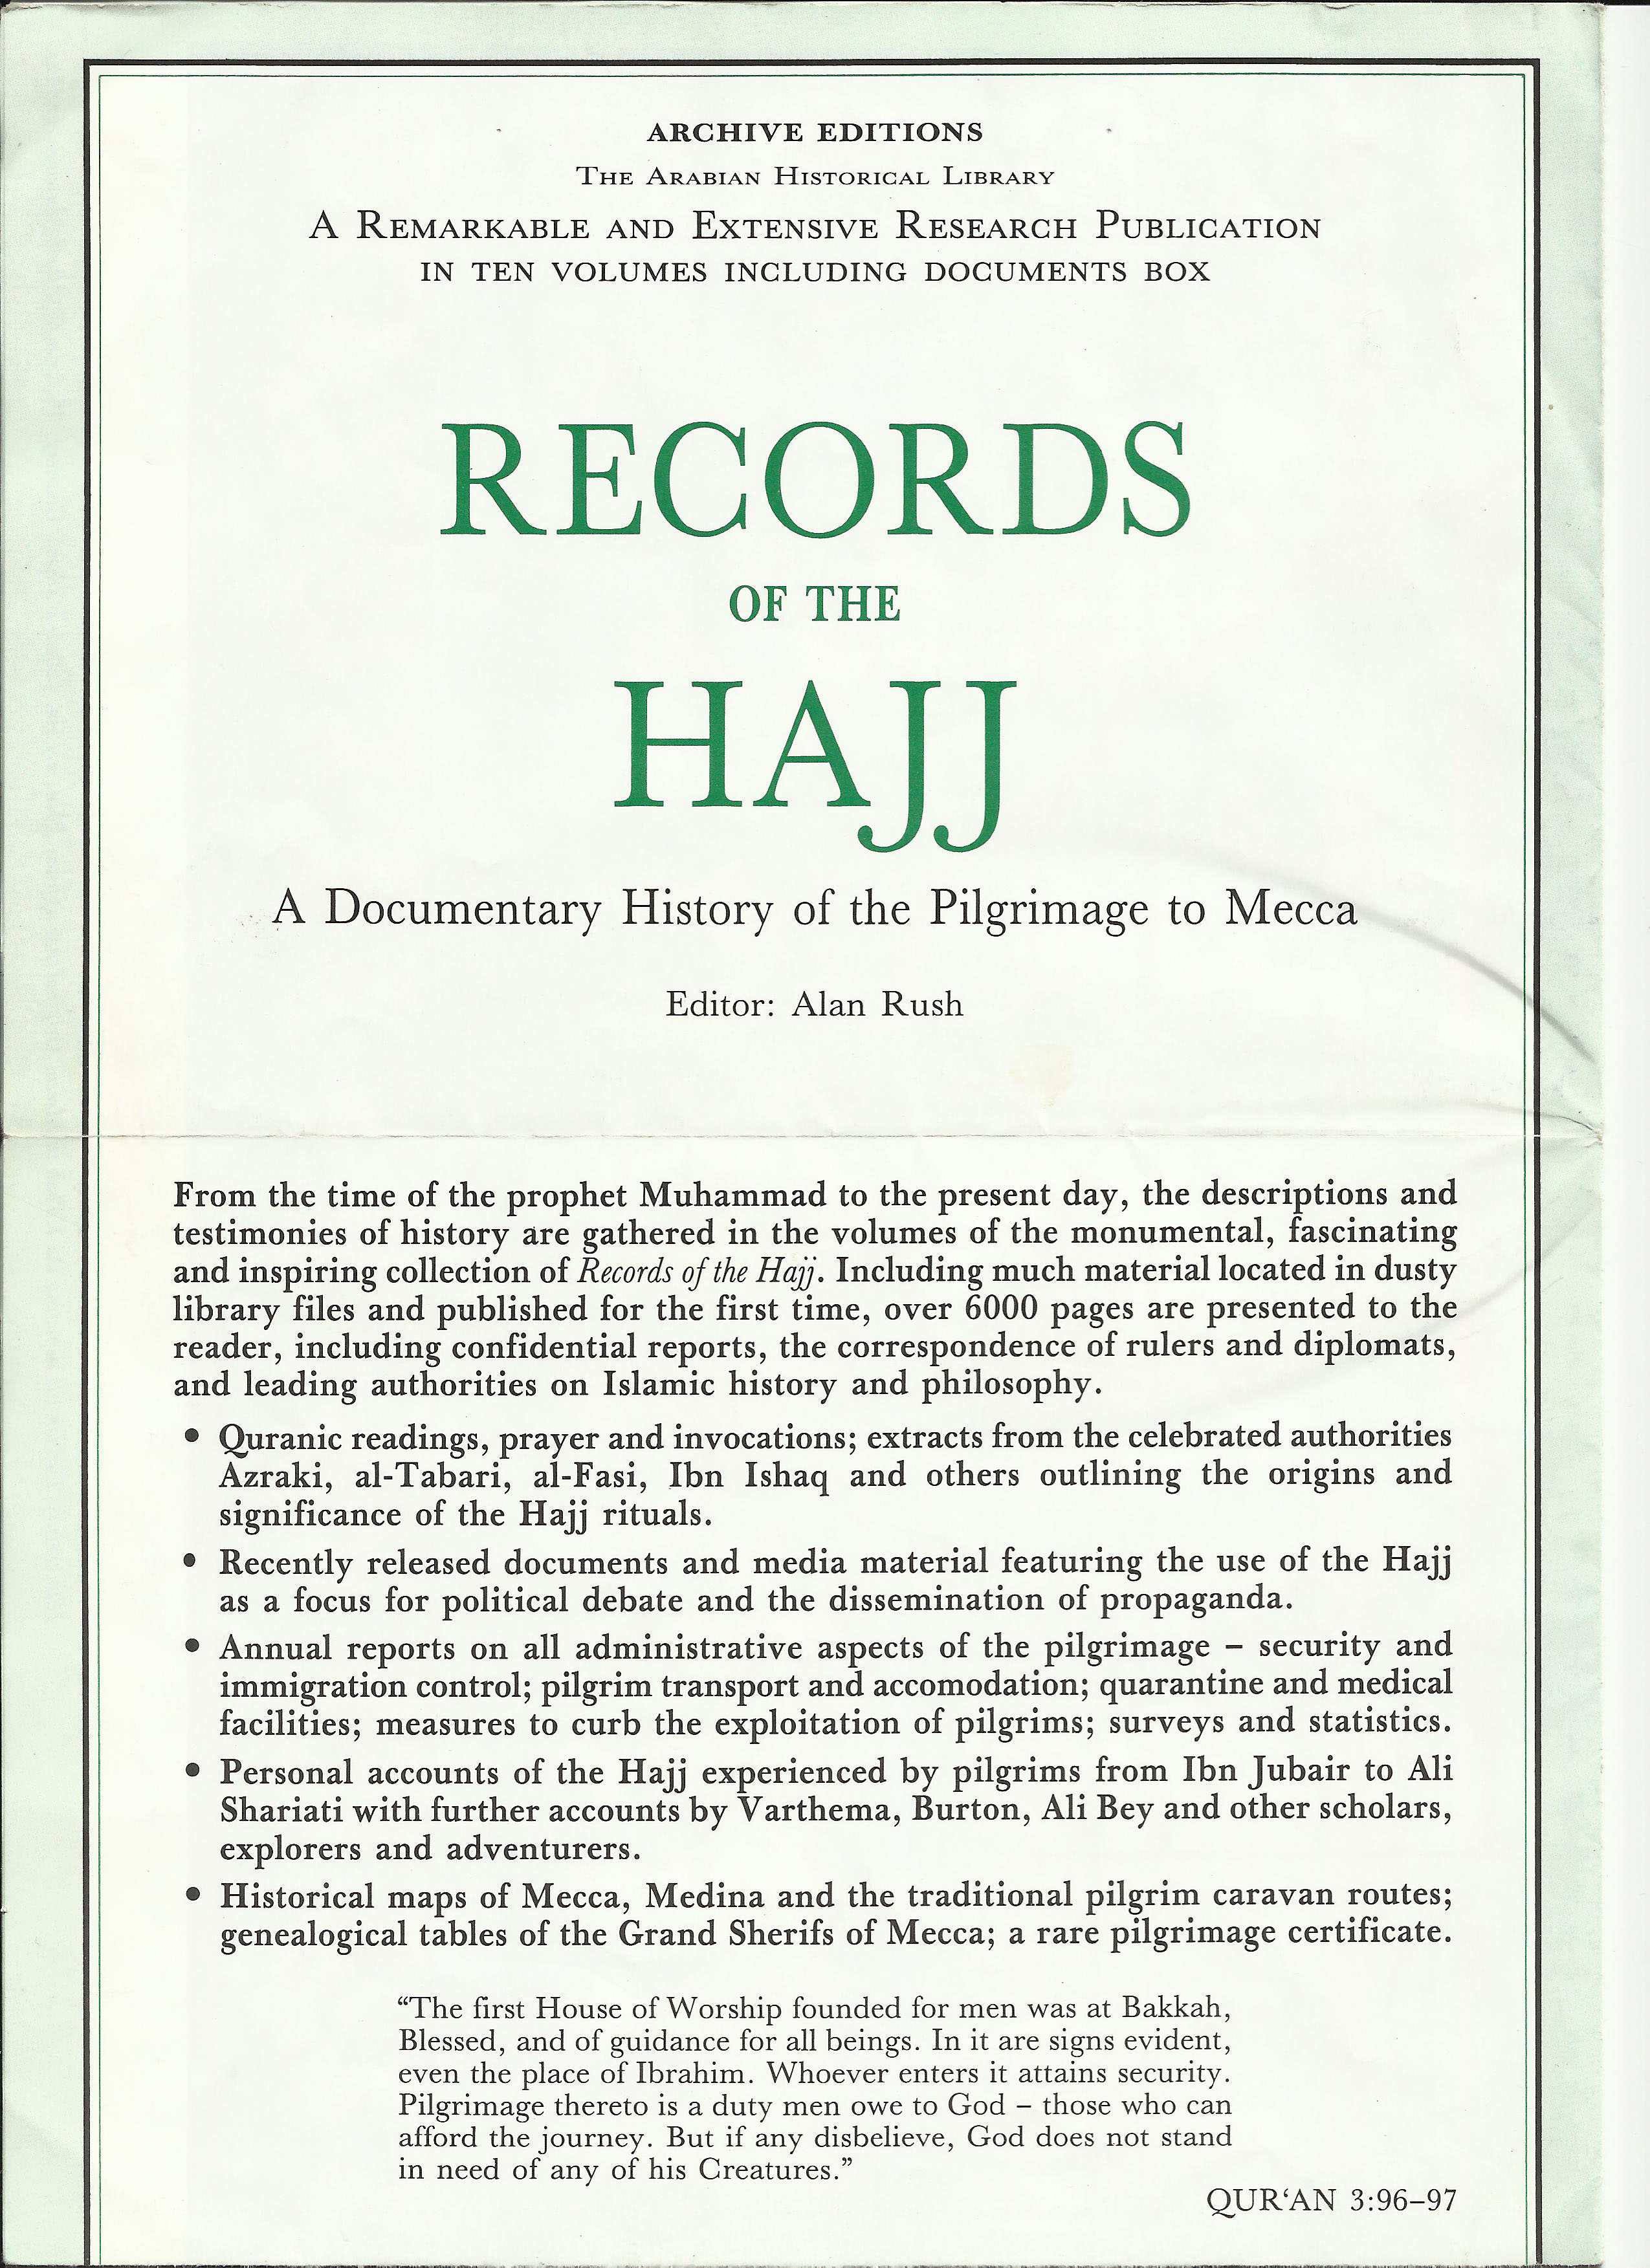 ARCHIVE EDITIONS
THE ARABIAN HISTORICAL LIBRARY
A REMARKABLE AND EXTENSIVE RESEARCH PUBLICATION
IN TEN VOLUMES INCLUDING DOCUMENTS BOX
RECORDS
OF THE
HAJJ
A Documentary History of the Pilgrimage to Mecca
Editor: Alan Rush
From the time of the prophet Muhammad to the present day, the descriptions and
testimonies of history are gathered in the volumes of the monumental, fascinating
and inspiring collection of Records of the Hajj. Including much material located in dusty
library files and published for the first time, over 6000 pages are presented to the
reader, including confidential reports, the correspondence of rulers and diplomats,
and leading authorities on Islamic history and philosophy.
• Quranic readings, prayer and invocations; extracts from the celebrated authorities
Azraki, al-Tabari, al-Fasi, Ibn Ishaq and others outlining the origins and
significance of the Hajj rituals.
• Recently released documents and media material featuring the use of the Hajj
as a focus for political debate and the dissemination of propaganda.
• Annual reports on all administrative aspects of the pilgrimage – security and
immigration control; pilgrim transport and accomodation; quarantine and medical
facilities; measures to curb the exploitation of pilgrims; surveys and statistics.
• Personal accounts of the Hajj experienced by pilgrims from Ibn Jubair to Ali
Shariati with further accounts by Varthema, Burton, Ali Bey and other scholars,
explorers and adventurers.
• Historical maps of Mecca, Medina and the traditional pilgrim caravan routes;
genealogical tables of the Grand Sherifs of Mecca; a rare pilgrimage certificate.
“The first House of Worship founded for men was at Bakkah,
Blessed, and of guidance for all beings. In it are signs evident,
even the place of Ibrahim. Whoever enters it attains security.
Pilgrimage thereto is a duty men owe to God – those who can
afford the journey. But if any disbelieve, God does not stand
in need of any of his Creatures.”
QUR‘AN 3:96–97